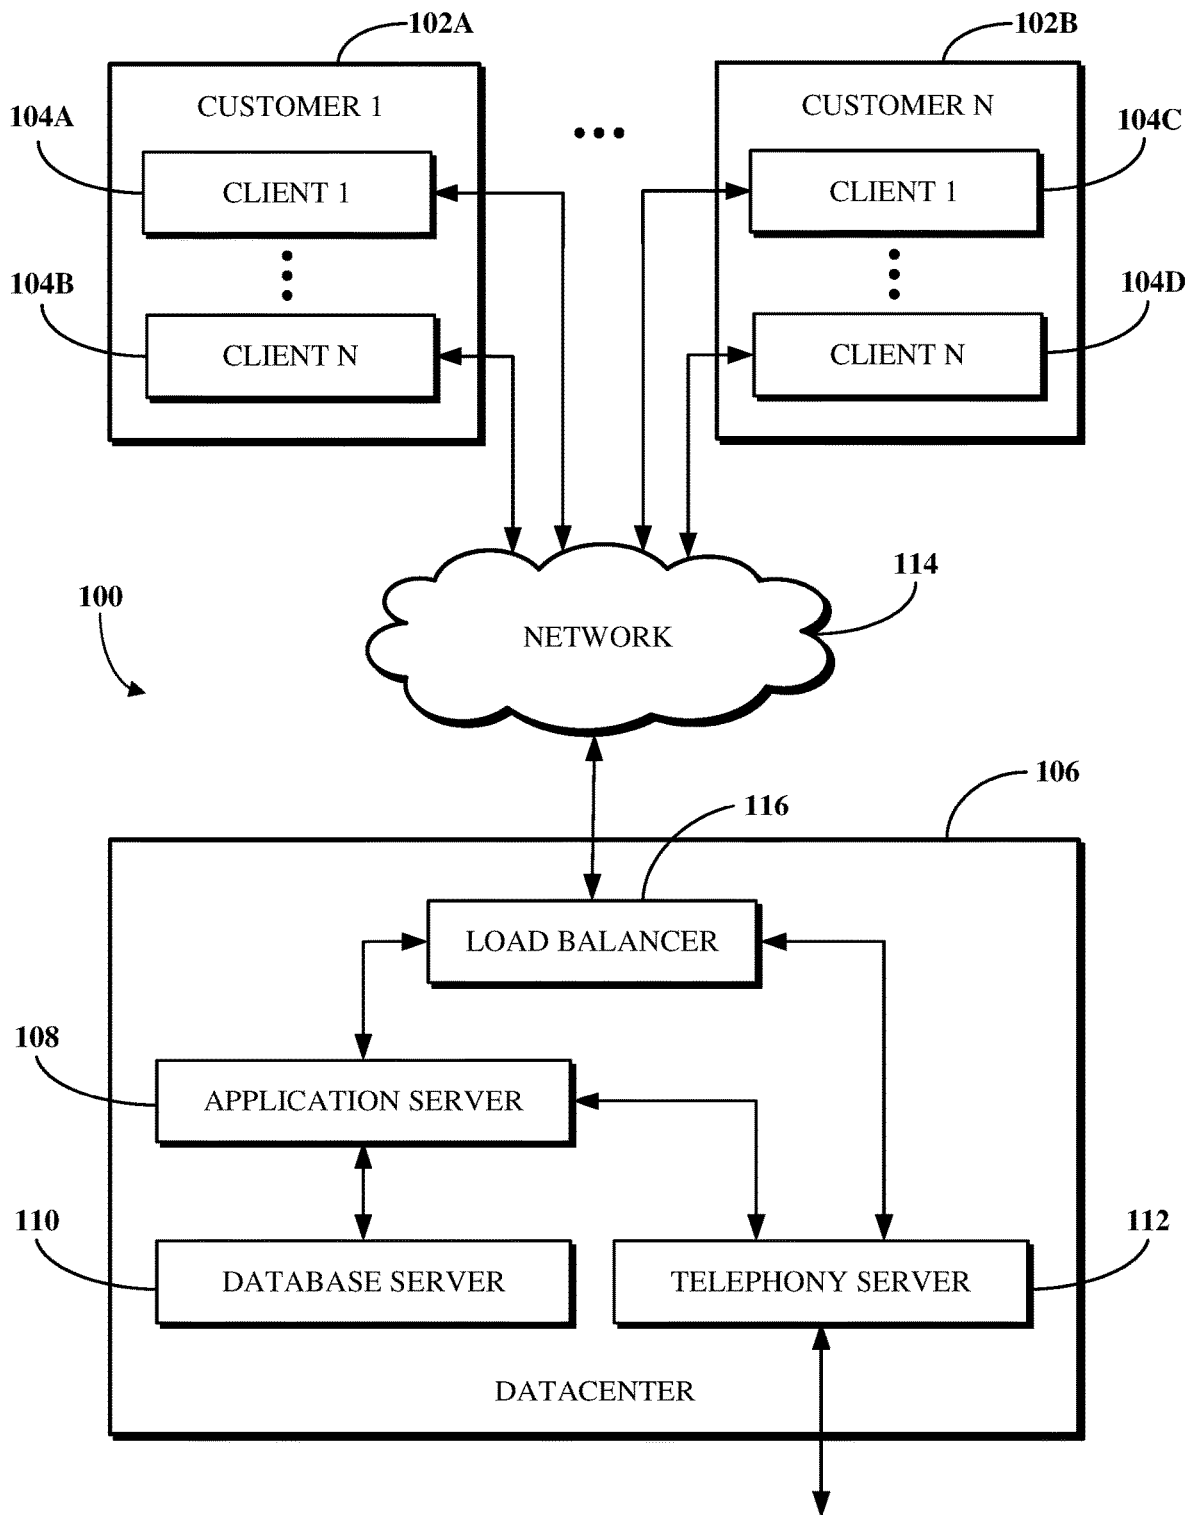 102A
102B
CUSTOMER 1
CUSTOMER N
104A
104C
CLIENT 1
CLIENT 1
104B
104D
CLIENT N
CLIENT N
100
114
NETWORK
106
116
LOAD BALANCER
108
APPLICATION SERVER
110
112
DATABASE SERVER
TELEPHONY SERVER
DATACENTER